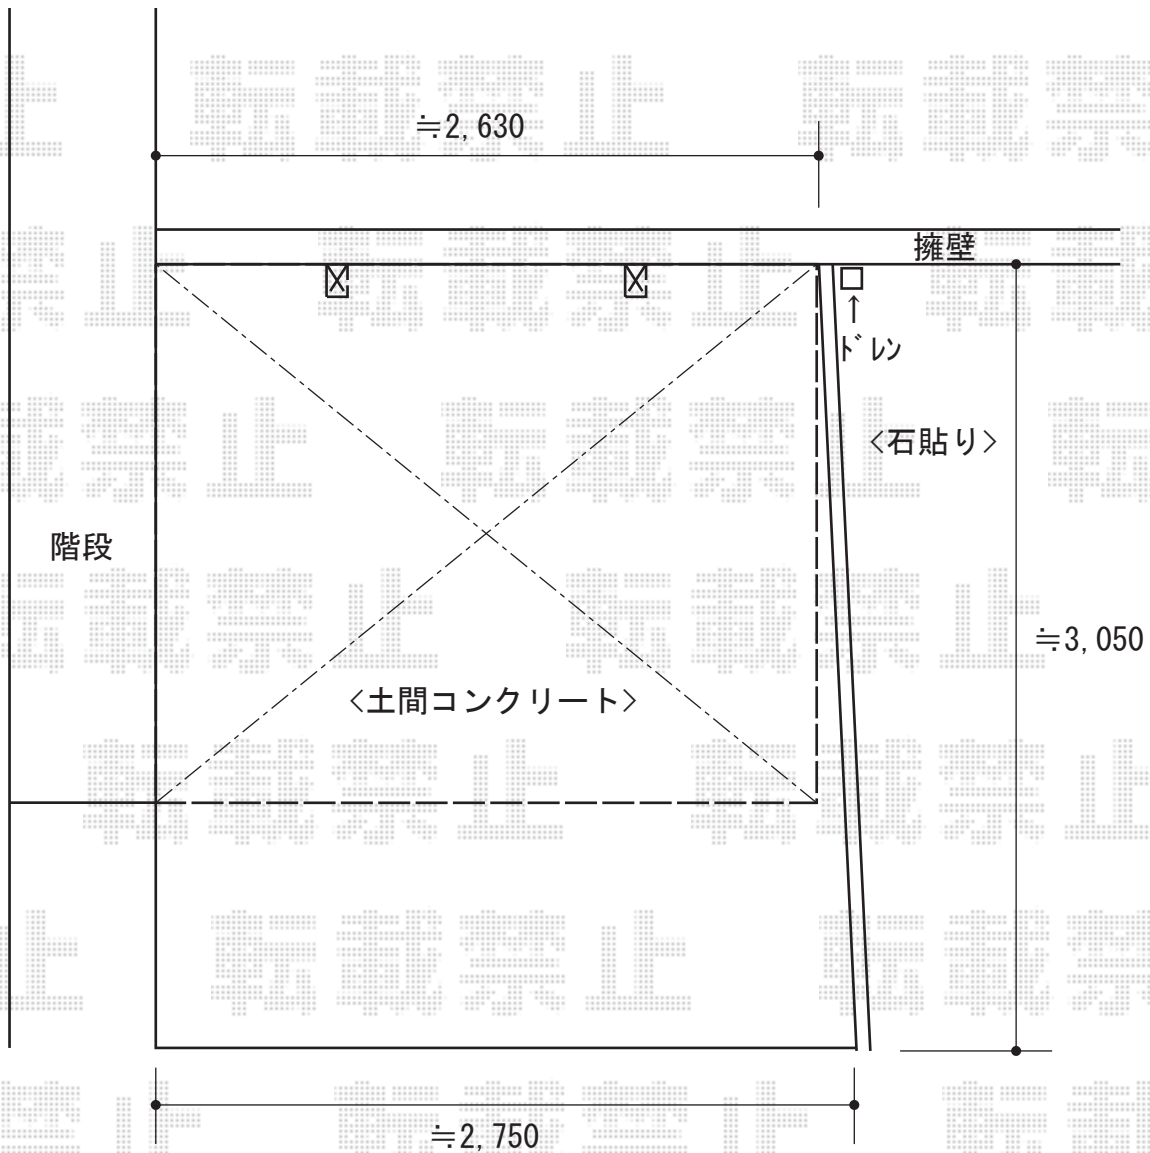 ≒2,630
擁壁
↑
ドレン
<石貼り>
階段
≒3,050
<土間コンクリート>
≒2,750
転載禁止